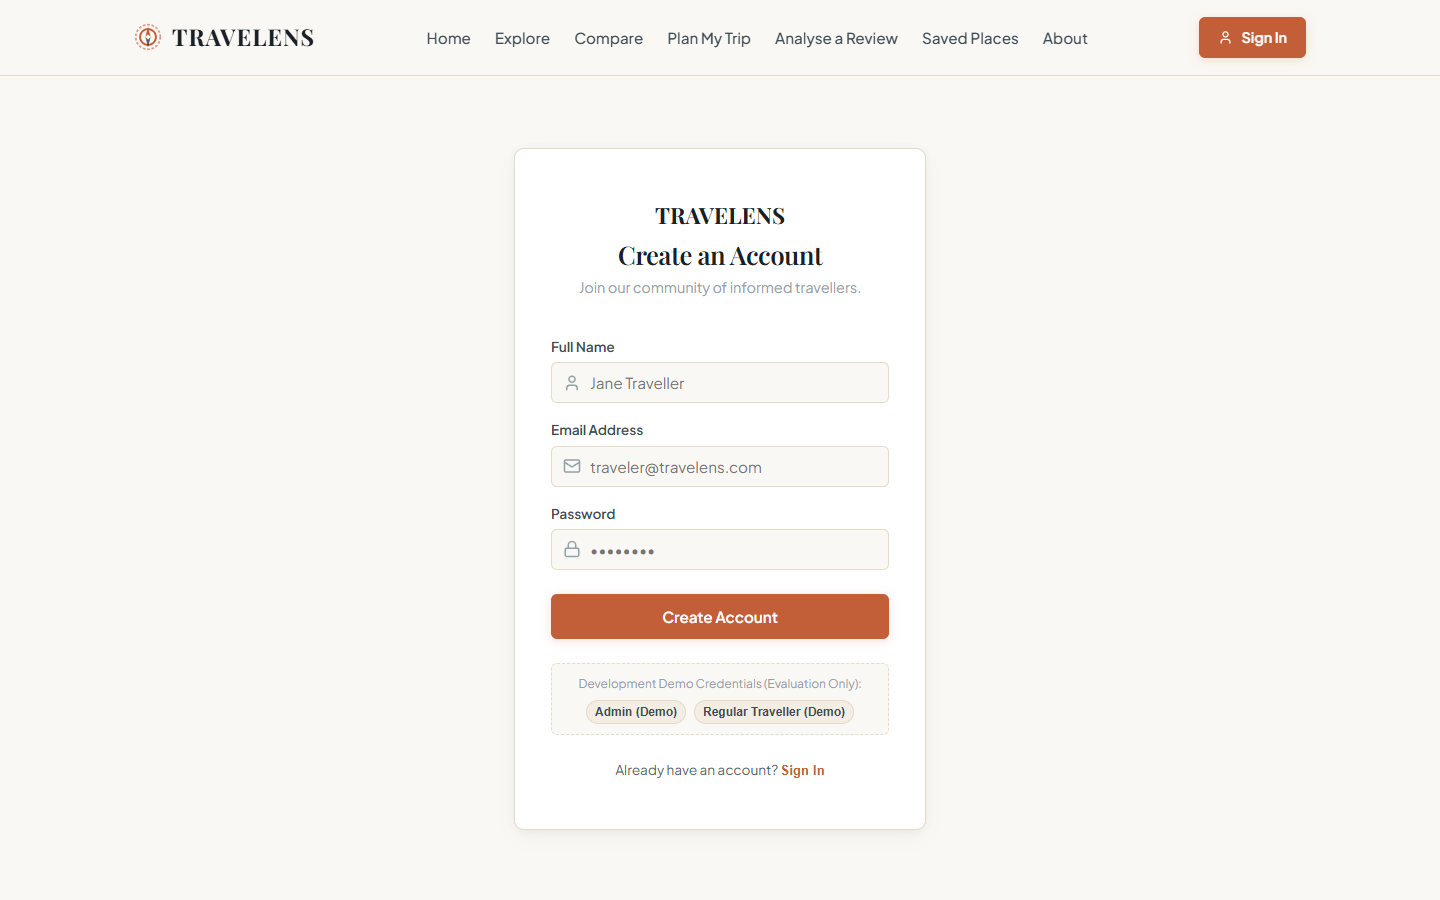 TRAVELENS
Home Explore Compare Plan My Trip Analyse a Review Saved Places About
Sign In
TRAVELENS
Create an Account
Join our community of informed travellers.
Full Name
Jane Traveller
Email Address
traveler@travelens.com
Password
••••••••
Create Account
Development Demo Credentials (Evaluation Only):
Admin (Demo) Regular Traveller (Demo)
Already have an account? Sign In